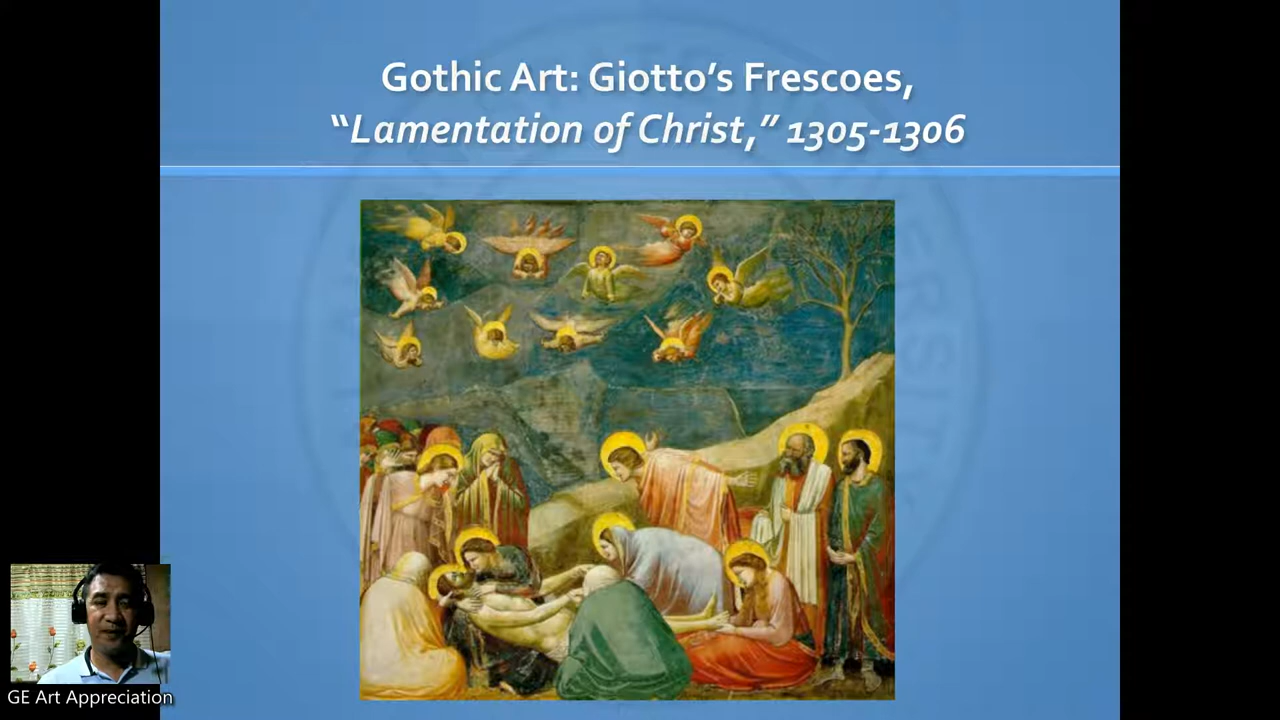 Gothic Art: Giotto’s Frescoes,
“Lamentation of Christ,” 1305-1306
GE Art Appreciation